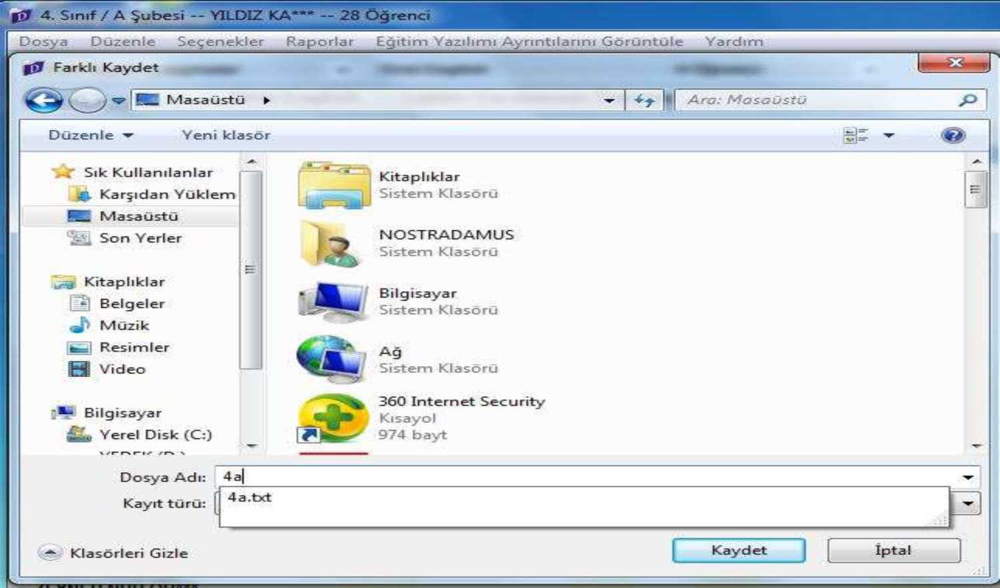 4. Sınıf / A Şubesi -- YILDIZ KA*** -- 28 Öğrenci
Dosya Düzenle Seçenekler Raporlar Eğitim Yazılımı Ayrıntılarını Görüntüle Yardım
Farklı Kaydet
Masaüstü
Ara: Masaüstü
Düzenle
Yeni klasör
Sık Kullanılanlar
Karşıdan Yüklem
Masaüstü
Son Yerler
Kitaplıklar
Belgeler
Müzik
Resimler
Video
Bilgisayar
Yerel Disk (C:)
Kitaplıklar
Sistem Klasörü
NOSTRADAMUS
Sistem Klasörü
Bilgisayar
Sistem Klasörü
Ağ
Sistem Klasörü
360 Internet Security
Kısayol
974 bayt
Dosya Adı: 4a
Kayıt türü:
4a.txt
Klasörleri Gizle
Kaydet
İptal